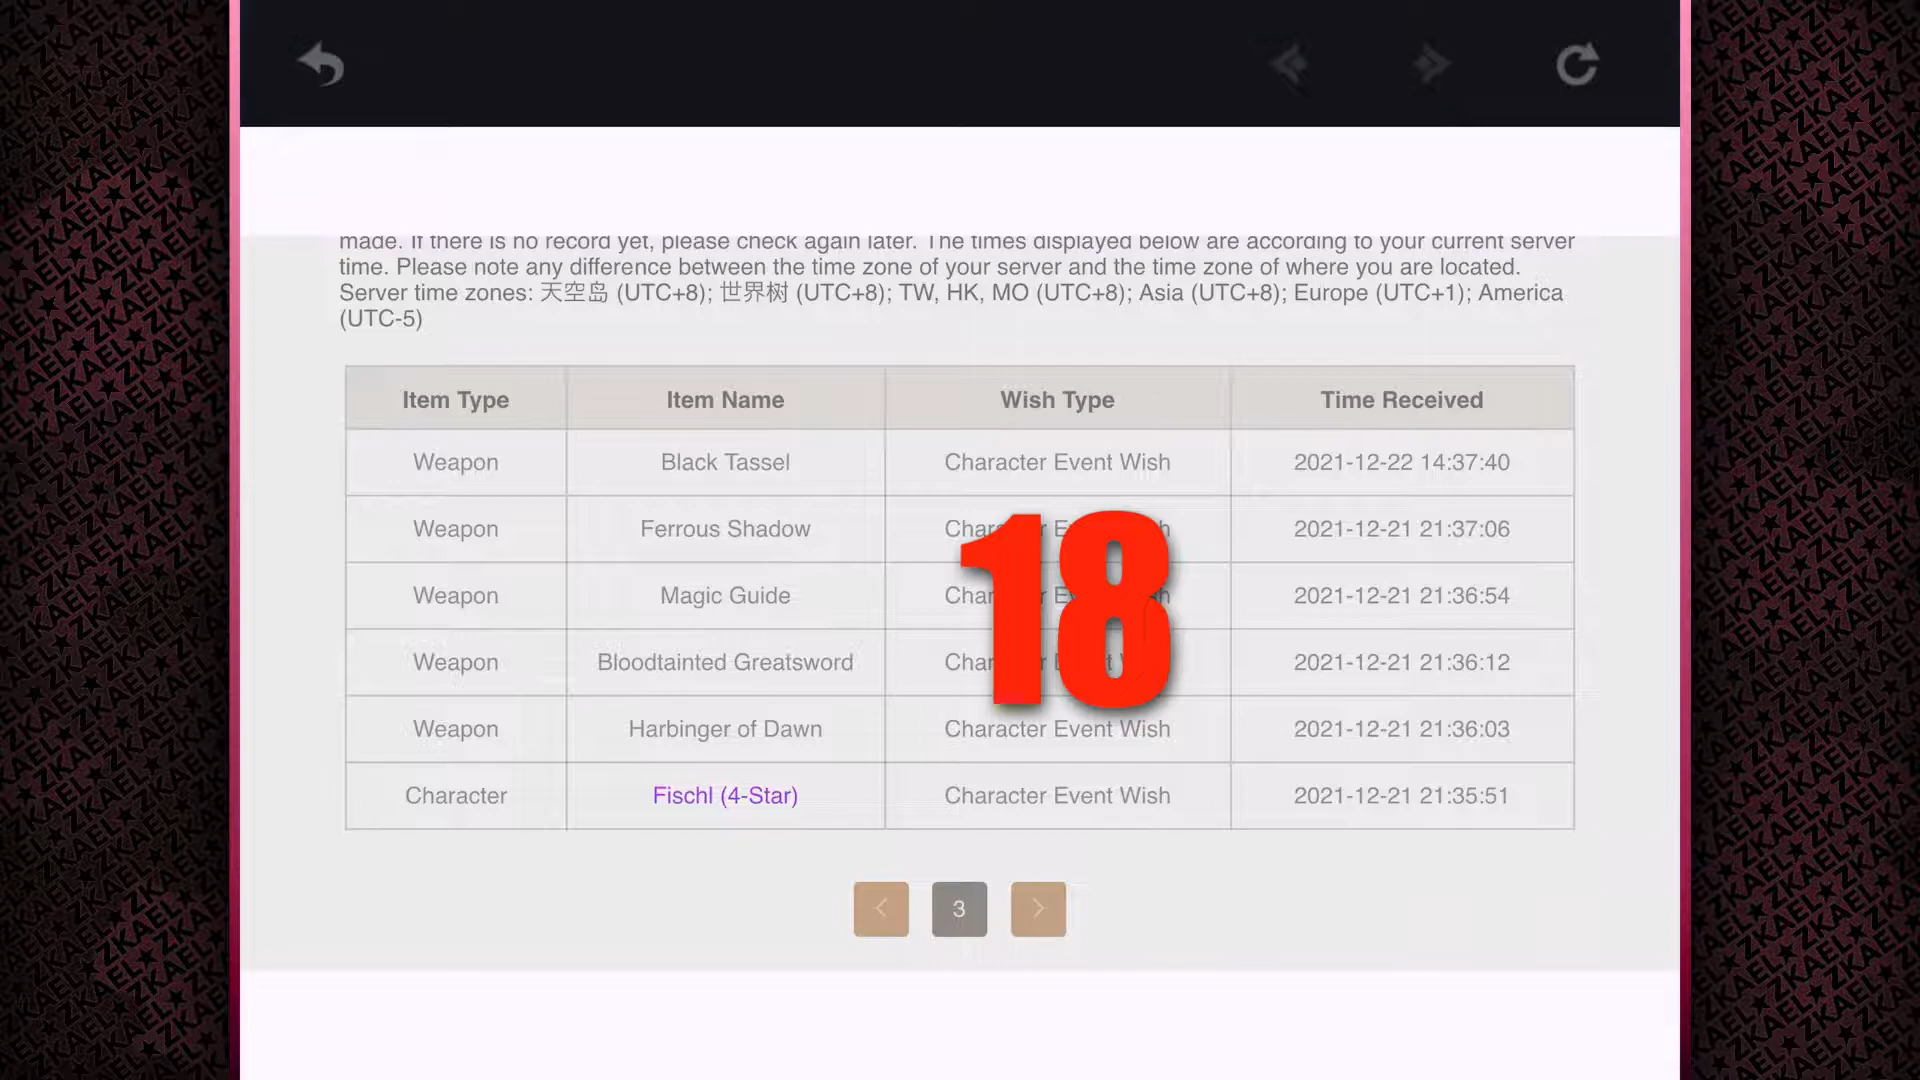 made. If there is no record yet, please check again later. The times displayed below are according to your current server
time. Please note any difference between the time zone of your server and the time zone of where you are located.
Server time zones: 天空岛 (UTC+8); 世界树 (UTC+8); TW, HK, MO (UTC+8); Asia (UTC+8); Europe (UTC+1); America
(UTC-5)
Item Type Item Name Wish Type Time Received
Weapon Black Tassel Character Event Wish 2021-12-22 14:37:40
Weapon Ferrous Shadow 2021-12-21 21:37:06
Weapon Magic Guide 2021-12-21 21:36:54
Weapon Bloodtainted Greatsword 2021-12-21 21:36:12
18
Weapon Harbinger of Dawn Character Event Wish 2021-12-21 21:36:03
Character Fischl (4-Star) Character Event Wish 2021-12-21 21:35:51
3
ZKAEL